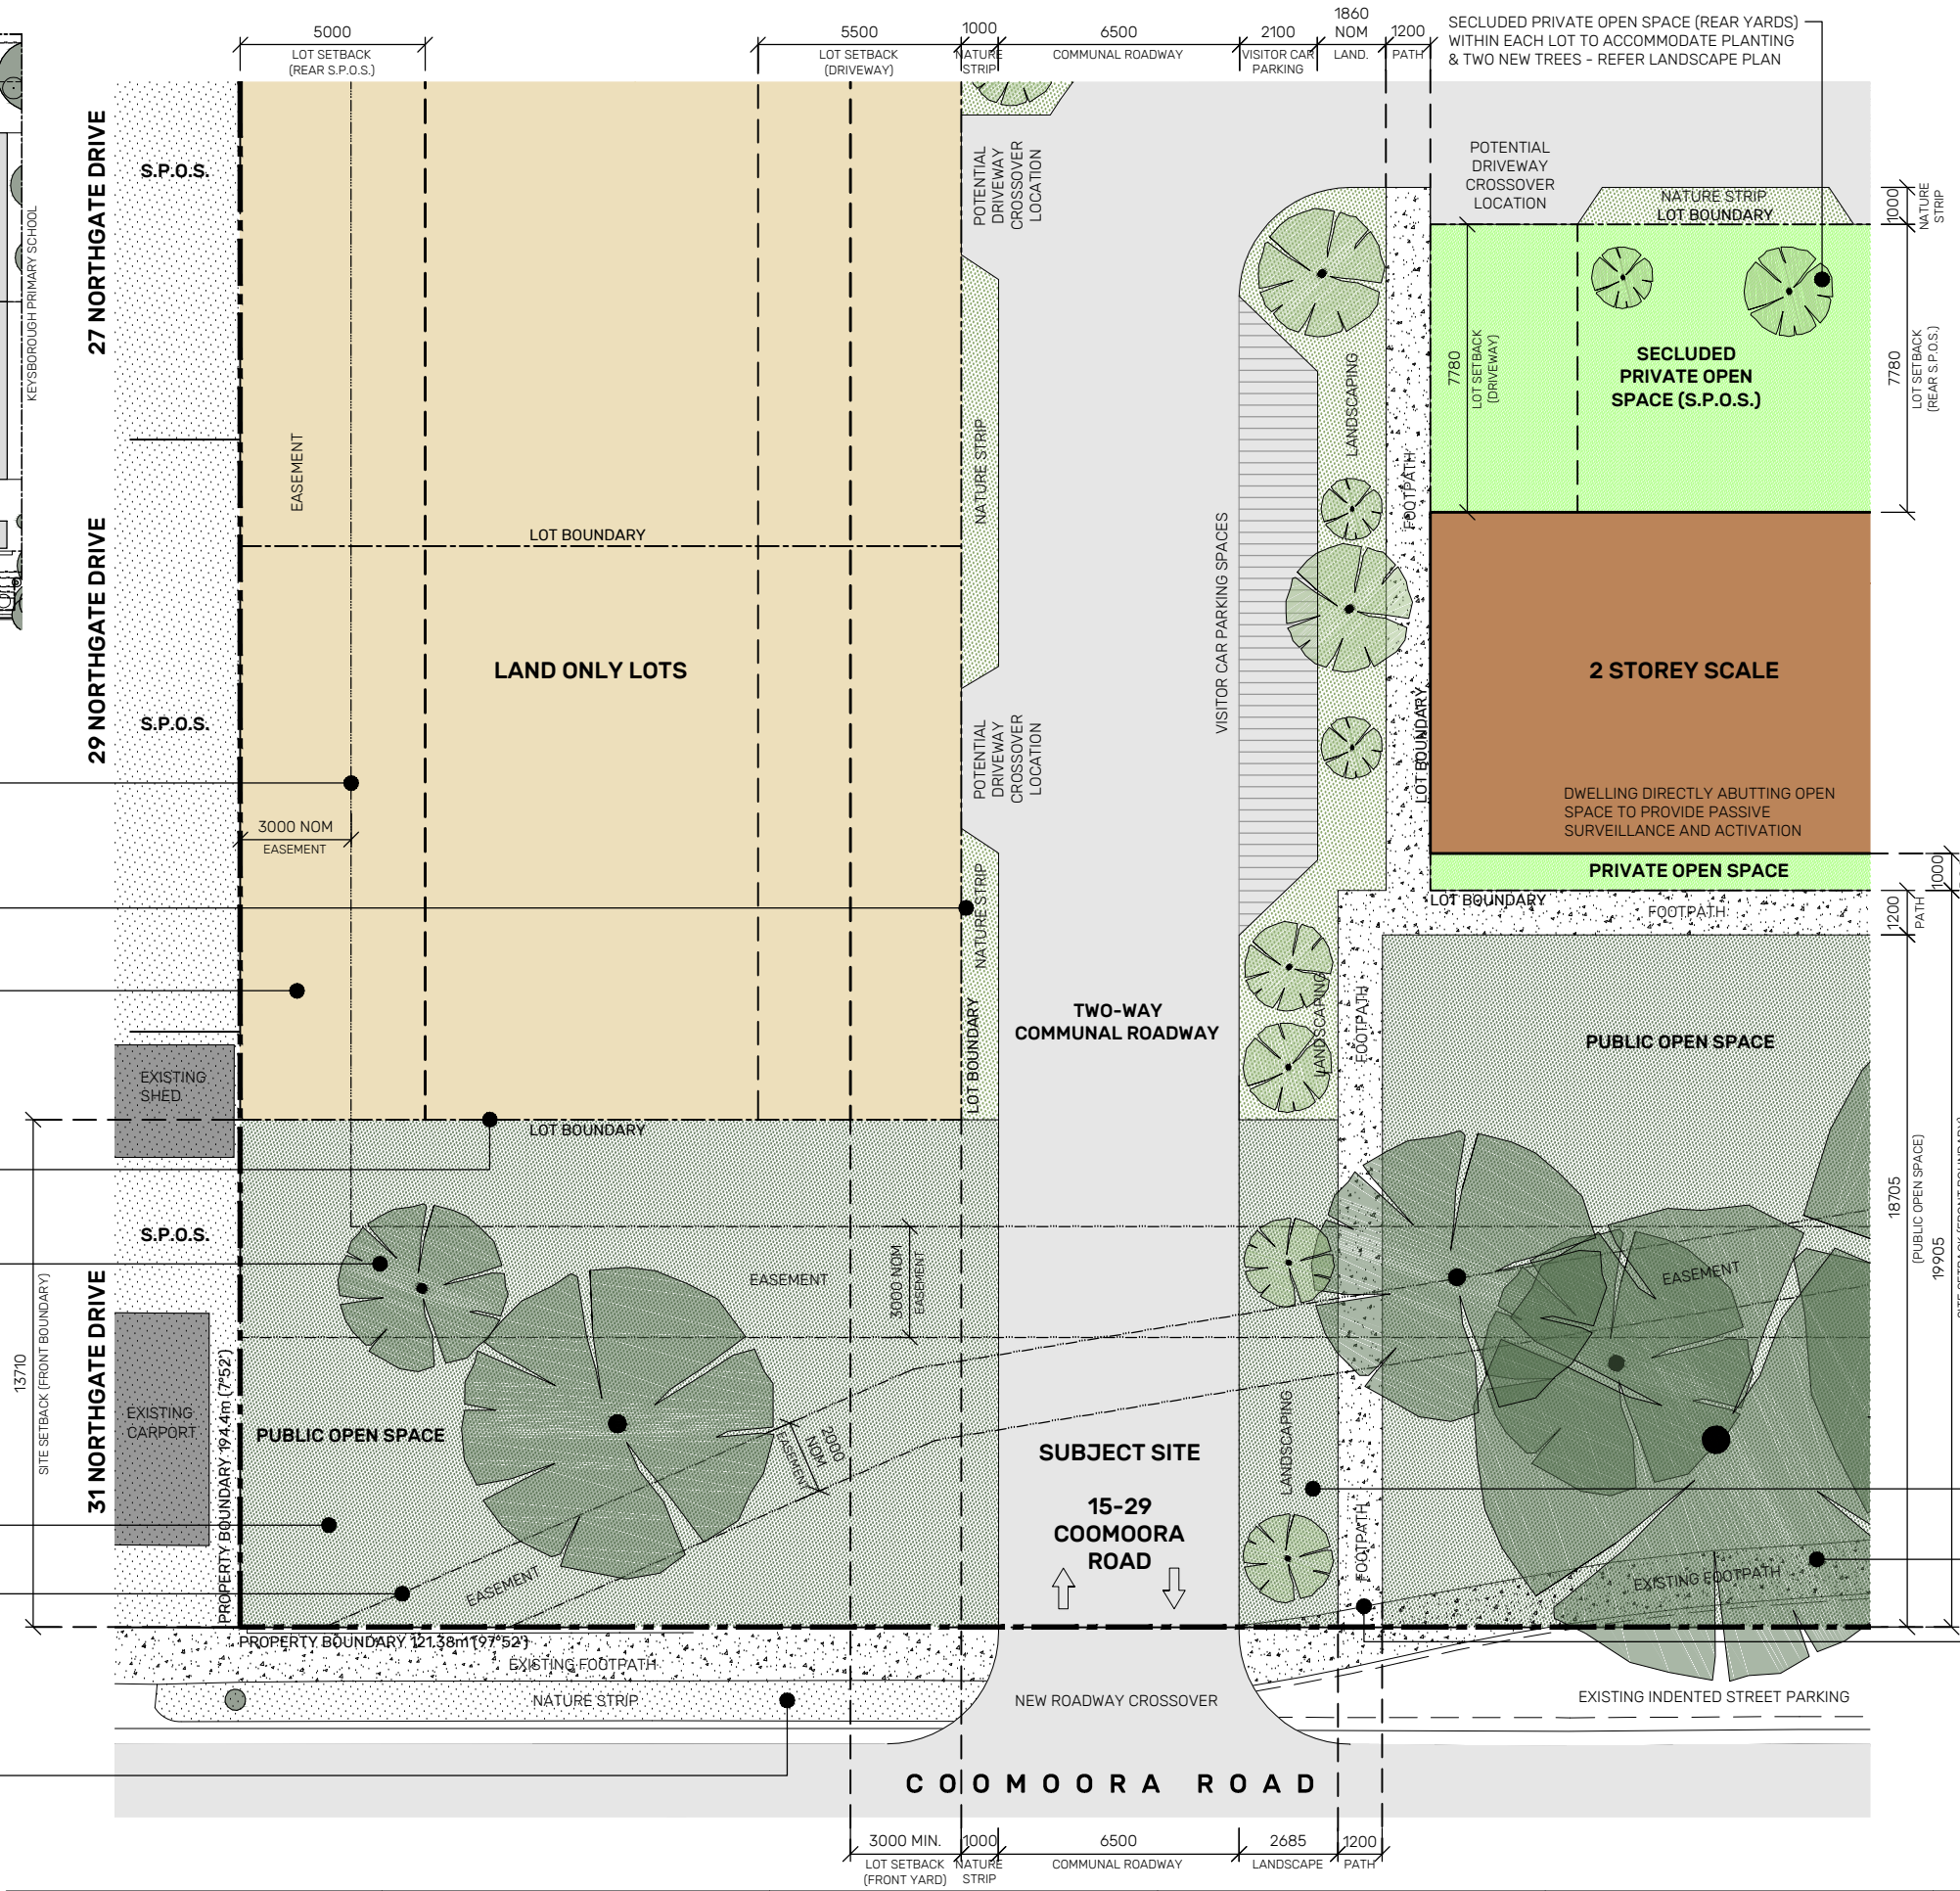 5000
LOT SETBACK
(REAR S.P.O.S.)
5500
LOT SETBACK
(DRIVEWAY)
1000
NATURE
STRIP
6500
COMMUNAL ROADWAY
2100
VISITOR CAR
PARKING
1860
NOM
LAND.
1200
PATH
SECLUDED PRIVATE OPEN SPACE (REAR YARDS)
WITHIN EACH LOT TO ACCOMMODATE PLANTING
& TWO NEW TREES - REFER LANDSCAPE PLAN
KEYSBOROUGH PRIMARY SCHOOL
27 NORTHGATE DRIVE
S.P.O.S.
EASEMENT
POTENTIAL
DRIVEWAY
CROSSOVER
LOCATION
POTENTIAL
DRIVEWAY
CROSSOVER
LOCATION
NATURE STRIP
LOT BOUNDARY
1000
NATURE
STRIP
7780
LOT SETBACK
(DRIVEWAY)
SECLUDED
PRIVATE OPEN
SPACE (S.P.O.S.)
7780
LOT SETBACK
(REAR S.P.O.S.)
LANDSCAPING
FOOTPATH
NATURE STRIP
VISITOR CAR PARKING SPACES
LOT BOUNDARY
29 NORTHGATE DRIVE
S.P.O.S.
LAND ONLY LOTS
POTENTIAL
DRIVEWAY
CROSSOVER
LOCATION
LOT BOUNDARY
2 STOREY SCALE
DWELLING DIRECTLY ABUTTING OPEN
SPACE TO PROVIDE PASSIVE
SURVEILLANCE AND ACTIVATION
3000 NOM
EASEMENT
PRIVATE OPEN SPACE
1000
LOT BOUNDARY
FOOTPATH
1200
PATH
NATURE STRIP
LOT BOUNDARY
TWO-WAY
COMMUNAL ROADWAY
LANDSCAPING
FOOTPATH
PUBLIC OPEN SPACE
EXISTING
SHED
LOT BOUNDARY
18705
(PUBLIC OPEN SPACE)
19905
SITE SETBACK (FRONT BOUNDARY)
S.P.O.S.
31 NORTHGATE DRIVE
13710
SITE SETBACK (FRONT BOUNDARY)
EXISTING
CARPORT
PROPERTY BOUNDARY 194.4m (7°52')
PUBLIC OPEN SPACE
EASEMENT
3000 NOM
EASEMENT
EASEMENT
2000
NOM
EASEMENT
EASEMENT
SUBJECT SITE
15-29
COOMOORA
ROAD
LANDSCAPING
FOOTPATH
EXISTING FOOTPATH
PROPERTY BOUNDARY 121.38m (97°52')
EXISTING FOOTPATH
NATURE STRIP
NEW ROADWAY CROSSOVER
EXISTING INDENTED STREET PARKING
COOMOORA ROAD
3000 MIN.
LOT SETBACK
(FRONT YARD)
1000
NATURE
STRIP
6500
COMMUNAL ROADWAY
2685
LANDSCAPE
1200
PATH